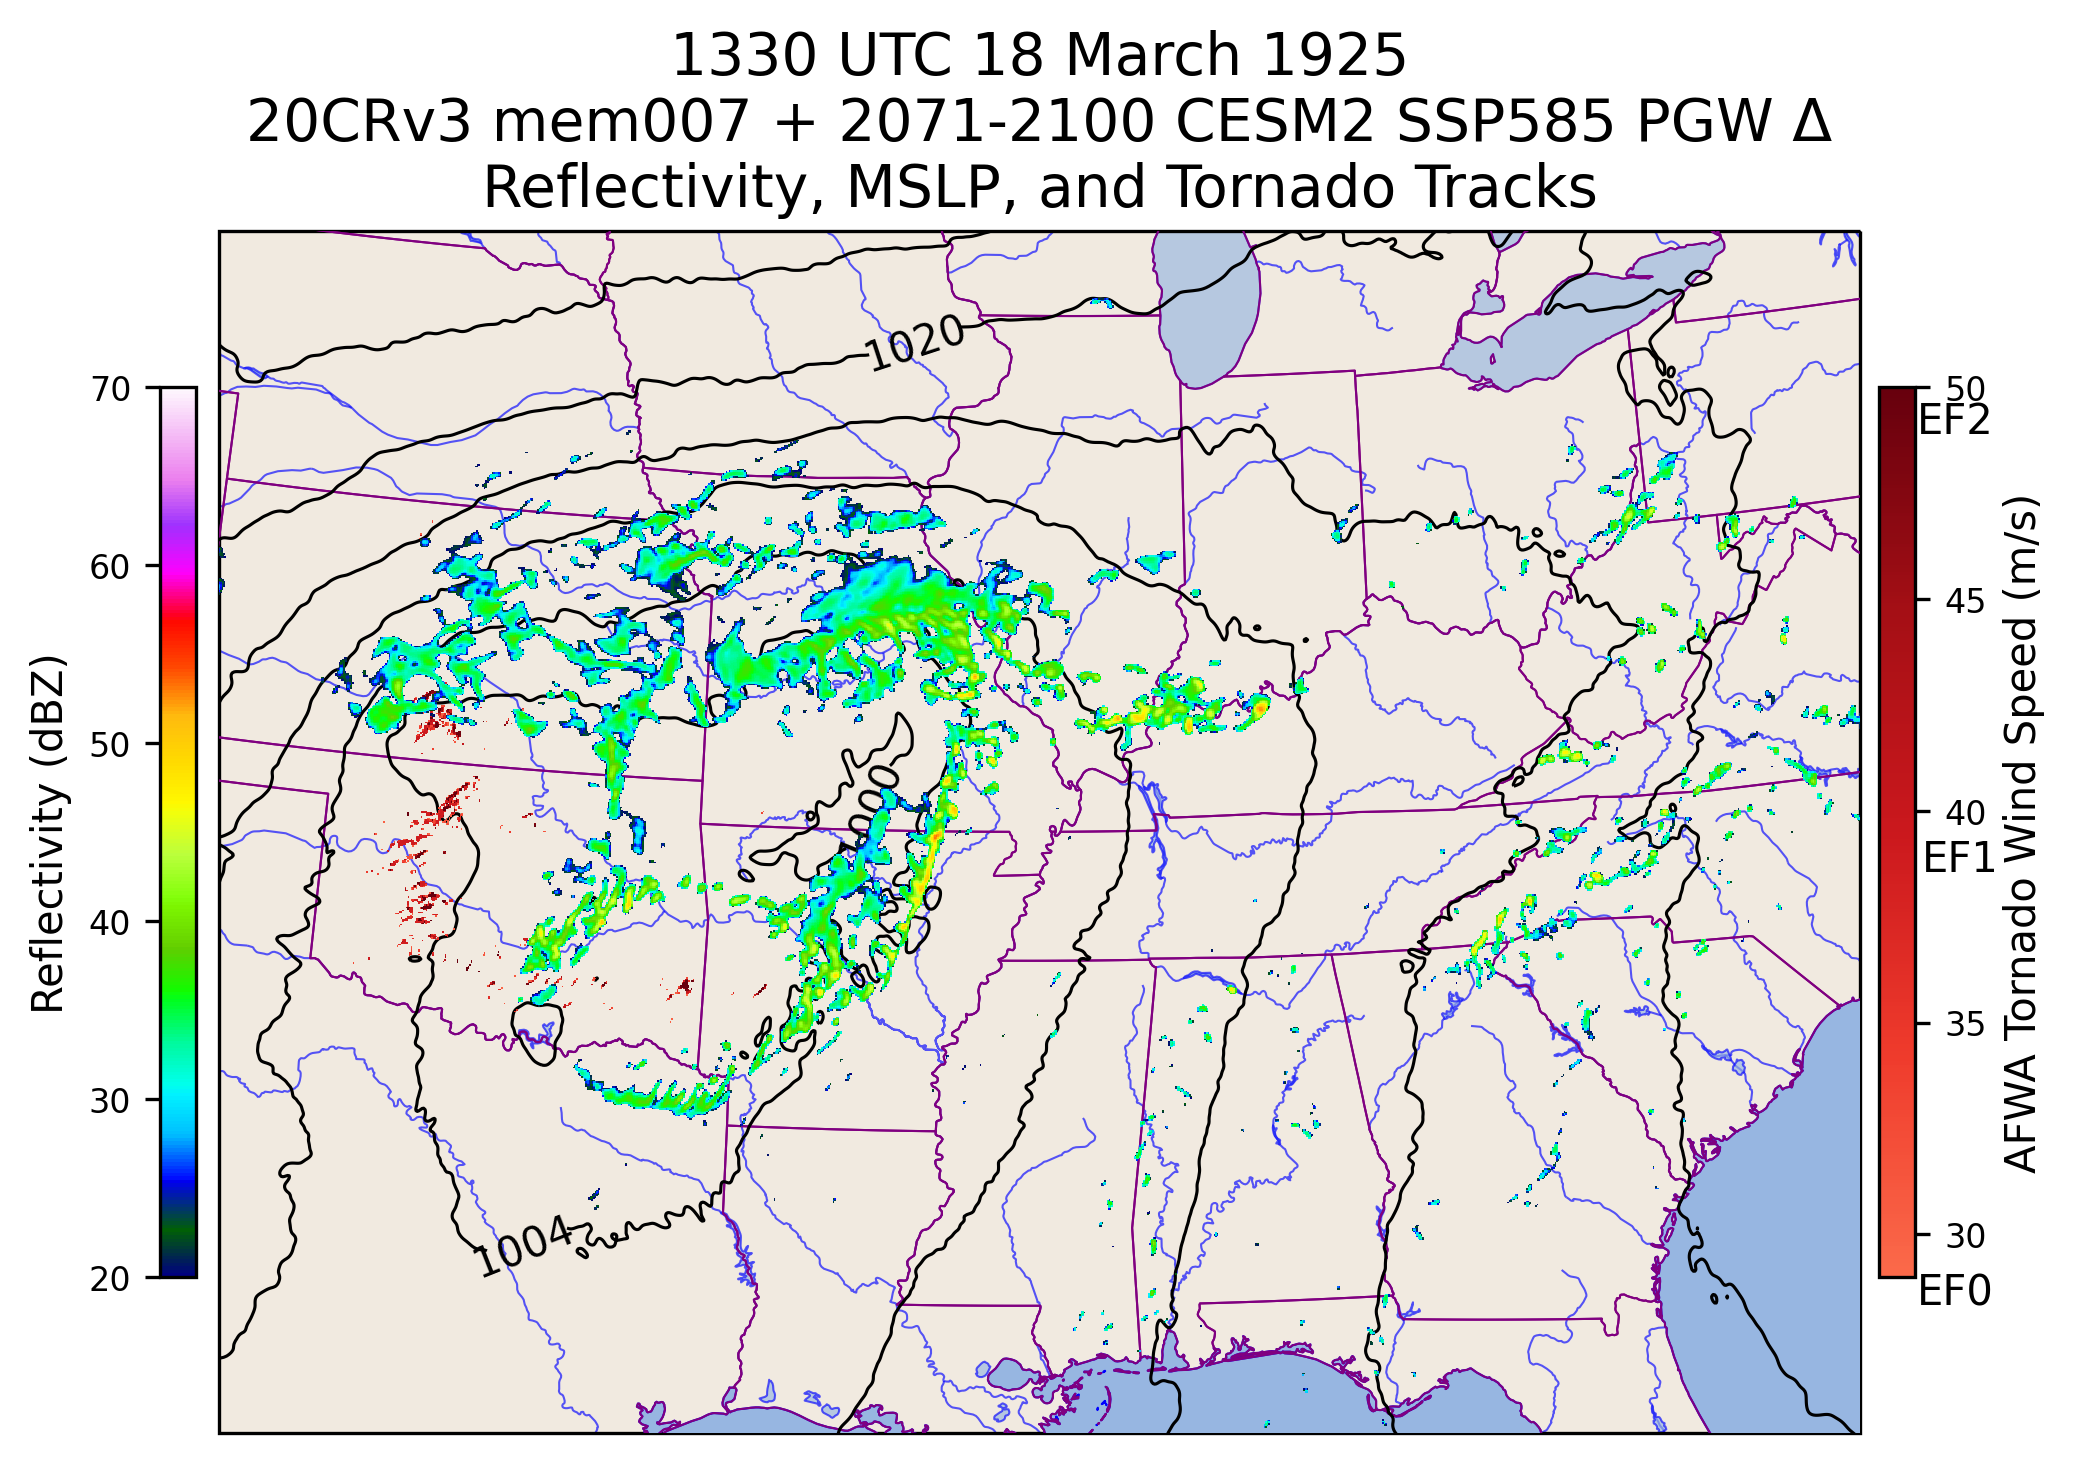 1330 UTC 18 March 1925
20CRv3 mem007 + 2071-2100 CESM2 SSP585 PGW Δ
Reflectivity, MSLP, and Tornado Tracks
Reflectivity (dBZ)
70
60
50
40
30
20
1020
1000
1004
50
EF2
45
40
EF1
35
30
EF0
AFWA Tornado Wind Speed (m/s)